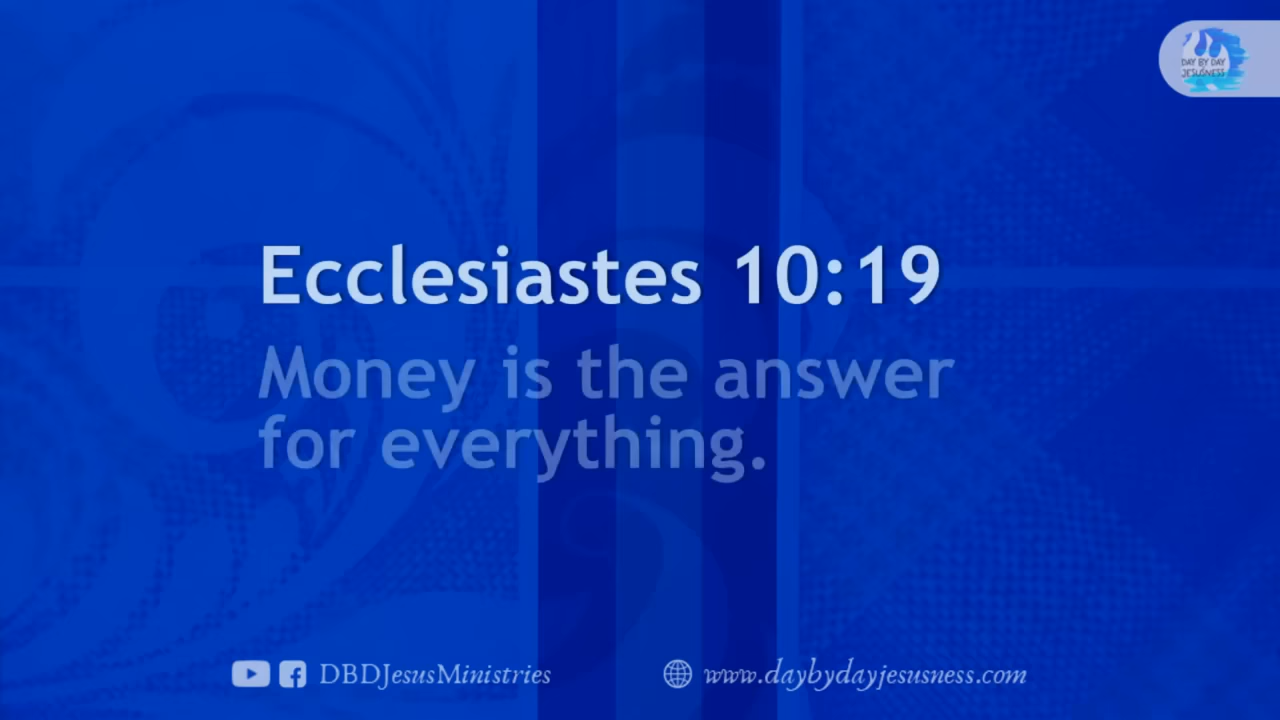 DAY BY DAY
JESUSNESS
Ecclesiastes 10:19
Money is the answer
for everything.
DBDJesusMinistries
www.daybydayjesusness.com